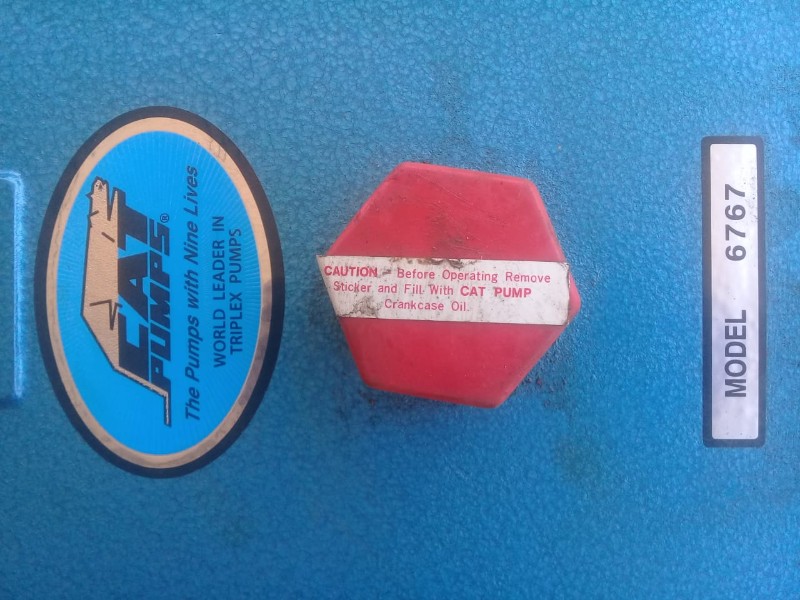 CAT
PUMPS®
The Pumps with Nine Lives
WORLD LEADER IN
TRIPLEX PUMPS
CAUTION - Before Operating Remove
Sticker and Fill With CAT PUMP
Crankcase Oil.
MODEL 6767